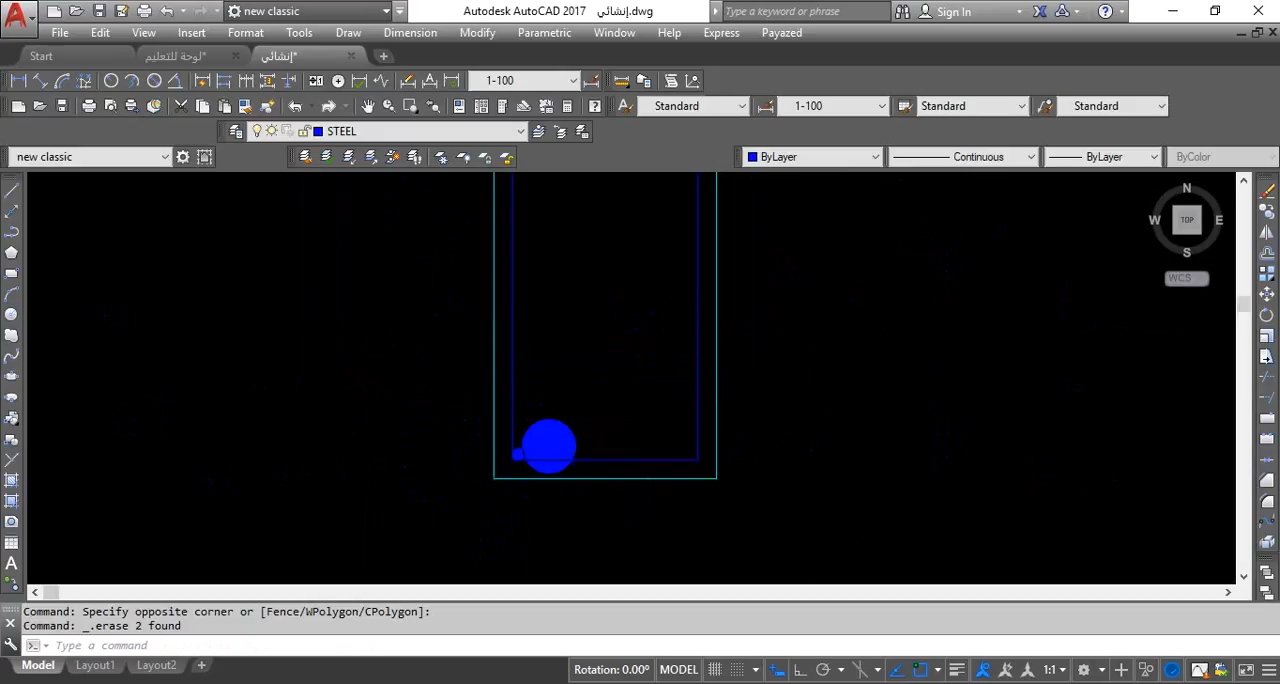 new classic
Autodesk AutoCAD 2017 إنشائي.dwg
Type a keyword or phrase
Sign In
File Edit View Insert Format Tools Draw Dimension Modify Parametric Window Help Express Payazed
Start لوحة للتعليم* إنشائي*
1-100
Standard 1-100 Standard Standard
STEEL
new classic ByLayer Continuous ByLayer ByColor
N
W TOP E
S
WCS
Command: Specify opposite corner or [Fence/WPolygon/CPolygon]:
Command: _.erase 2 found
Type a command
Model Layout1 Layout2 Rotation: 0.00° MODEL 1:1